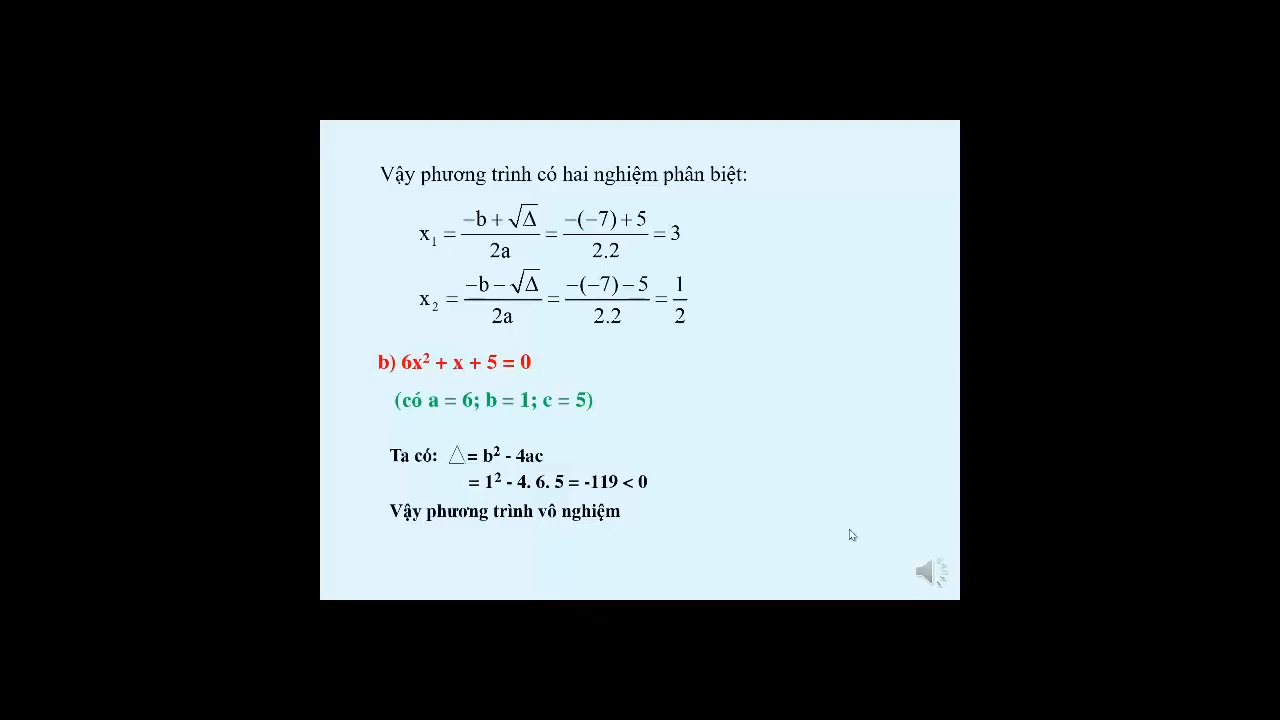 Vậy phương trình có hai nghiệm phân biệt:
x₁ = (−b + √Δ)/(2a) = (−(−7) + 5)/(2.2) = 3
x₂ = (−b − √Δ)/(2a) = (−(−7) − 5)/(2.2) = 1/2
b) 6x² + x + 5 = 0
(có a = 6; b = 1; c = 5)
Ta có: △ = b² - 4ac
= 1² - 4. 6. 5 = -119 < 0
Vậy phương trình vô nghiệm